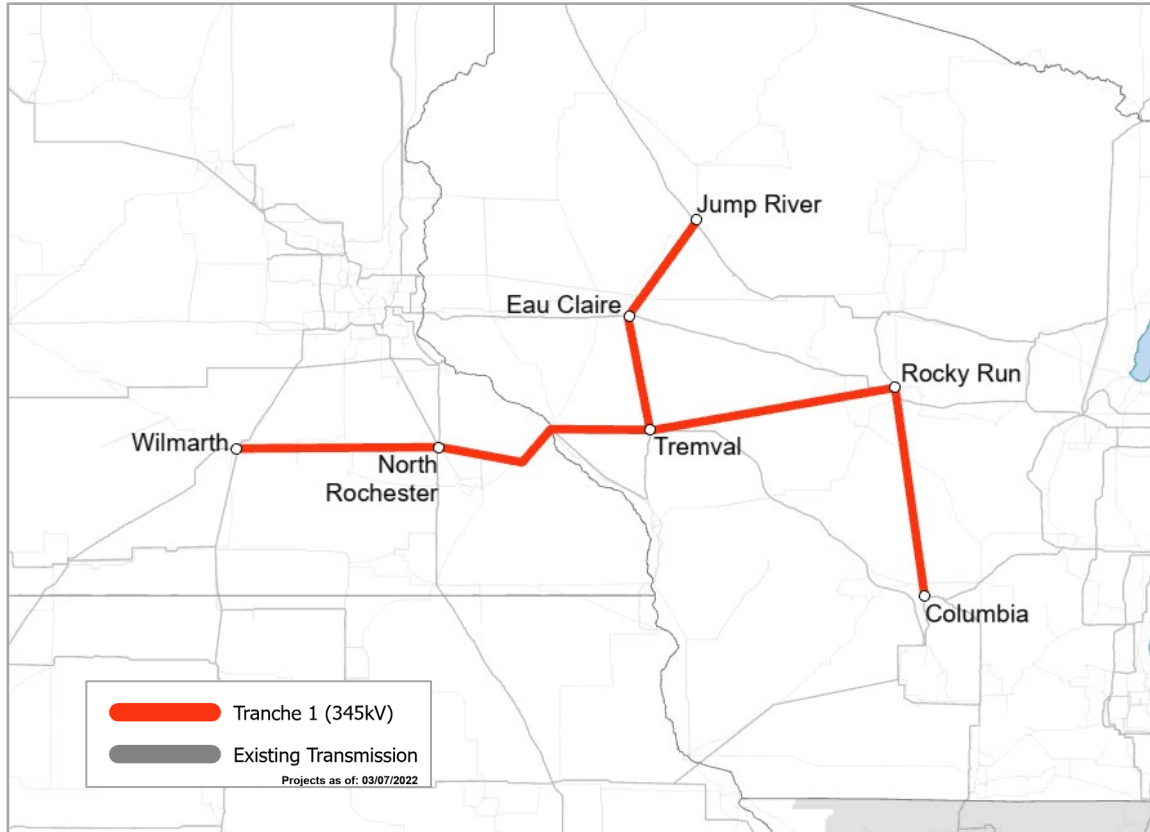 Jump River
Eau Claire
Rocky Run
Wilmarth
North
Rochester
Tremval
Columbia
Tranche 1 (345kV)
Existing Transmission
Projects as of: 03/07/2022